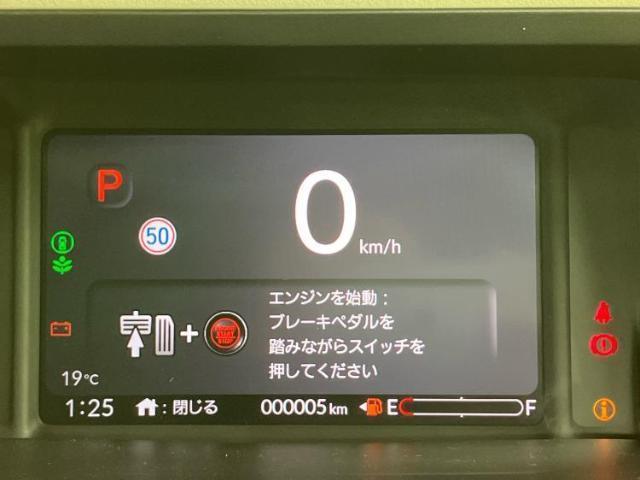 P
0 km/h
50
エンジンを始動：
ブレーキペダルを
踏みながらスイッチを
押してください
+
19℃
1:25 : 閉じる 000005 km E F